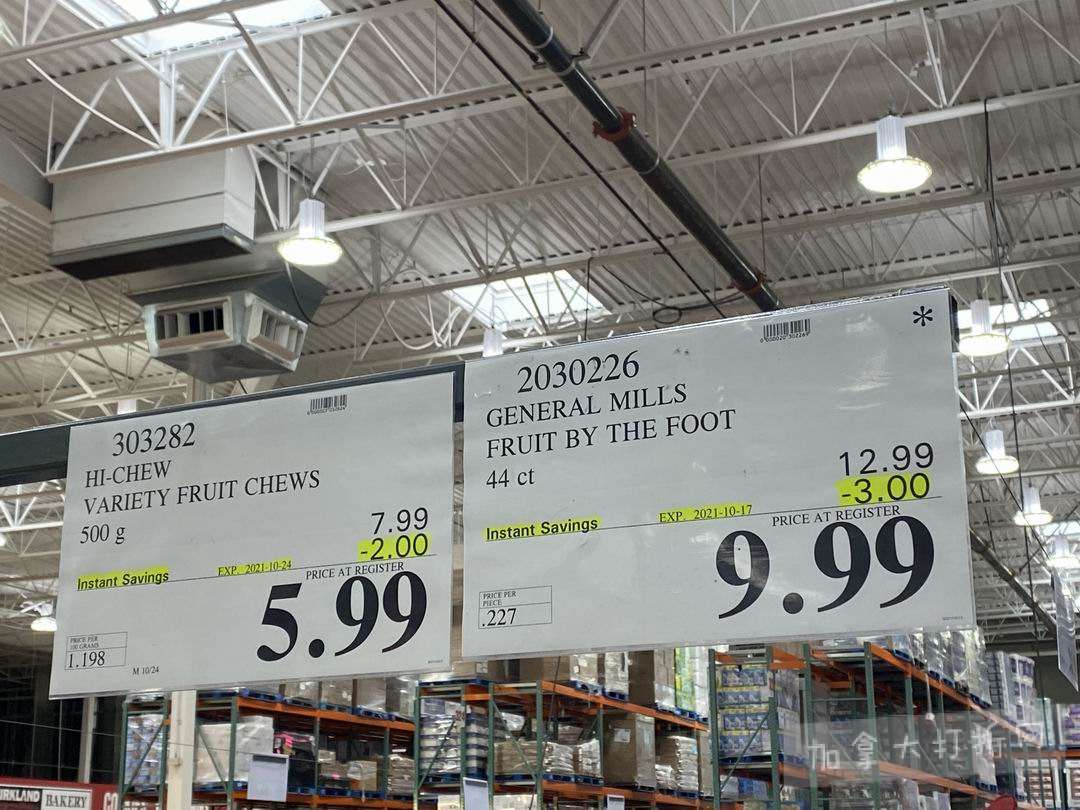 303282
HI-CHEW
VARIETY FRUIT CHEWS
500 g
7.99
-2.00
Instant Savings
EXP. 2021-10-24
PRICE AT REGISTER
5.99
PRICE PER
100 GRAMS
1.198
M 10/24
2030226
*
GENERAL MILLS
FRUIT BY THE FOOT
44 ct
12.99
-3.00
Instant Savings
EXP. 2021-10-17
PRICE AT REGISTER
9.99
PRICE PER
PIECE
.227
BAKERY
加拿大打折